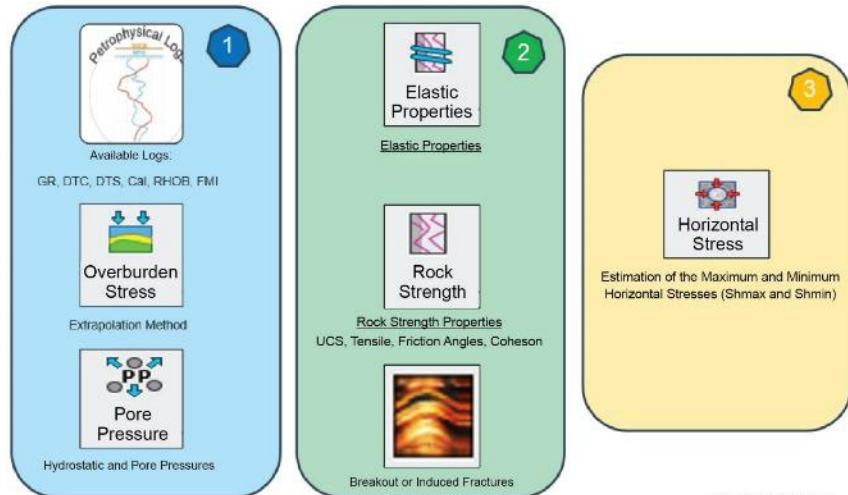 1
Petrophysical Log
Available Logs:
GR, DTC, DTS, Cal, RHOB, FMI
Overburden
Stress
Extrapolation Method
PP
Pore
Pressure
Hydrostatic and Pore Pressures
2
Elastic
Properties
Elastic Properties
Rock
Strength
Rock Strength Properties
UCS, Tensile, Friction Angles, Coheson
Breakout or Induced Fractures
3
Horizontal
Stress
Estimation of the Maximum and Minimum
Horizontal Stresses (Shmax and Shmin)